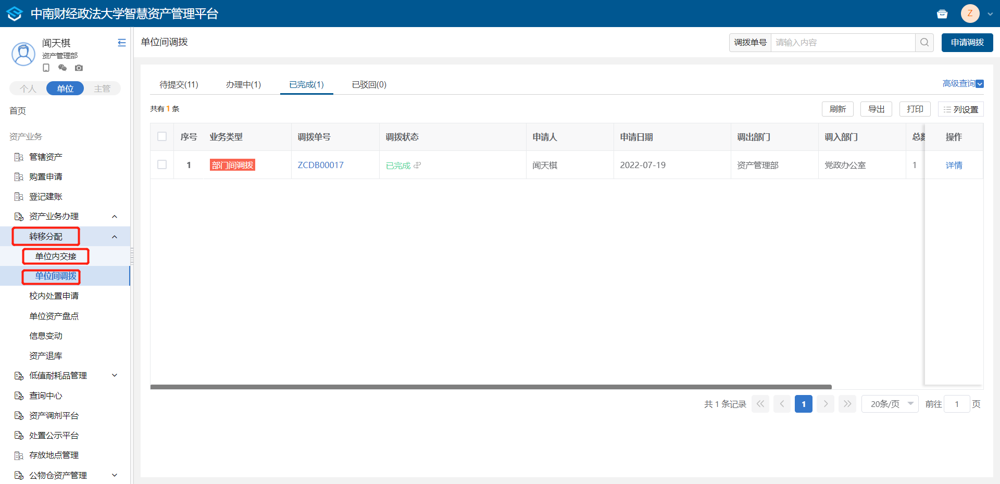 中南财经政法大学智慧资产管理平台
Z
闻天棋
资产管理部
个人 单位 主管
首页
资产业务
管辖资产
购置申请
登记建账
资产业务办理
转移分配
单位内交接
单位间调拨
校内处置申请
单位资产盘点
信息变动
资产退库
低值耐耗品管理
查询中心
资产调剂平台
处置公示平台
存放地点管理
公物仓资产管理
单位间调拨
调拨单号 请输入内容 申请调拨
待提交(11) 办理中(1) 已完成(1) 已驳回(0) 高级查询
共有 1 条 刷新 导出 打印 列设置
序号 业务类型 调拨单号 调拨状态 申请人 申请日期 调出部门 调入部门 总数 操作
1 部门间调拨 ZCDB00017 已完成 闻天棋 2022-07-19 资产管理部 党政办公室 1 详情
共 1 条记录 1 20条/页 前往 1 页